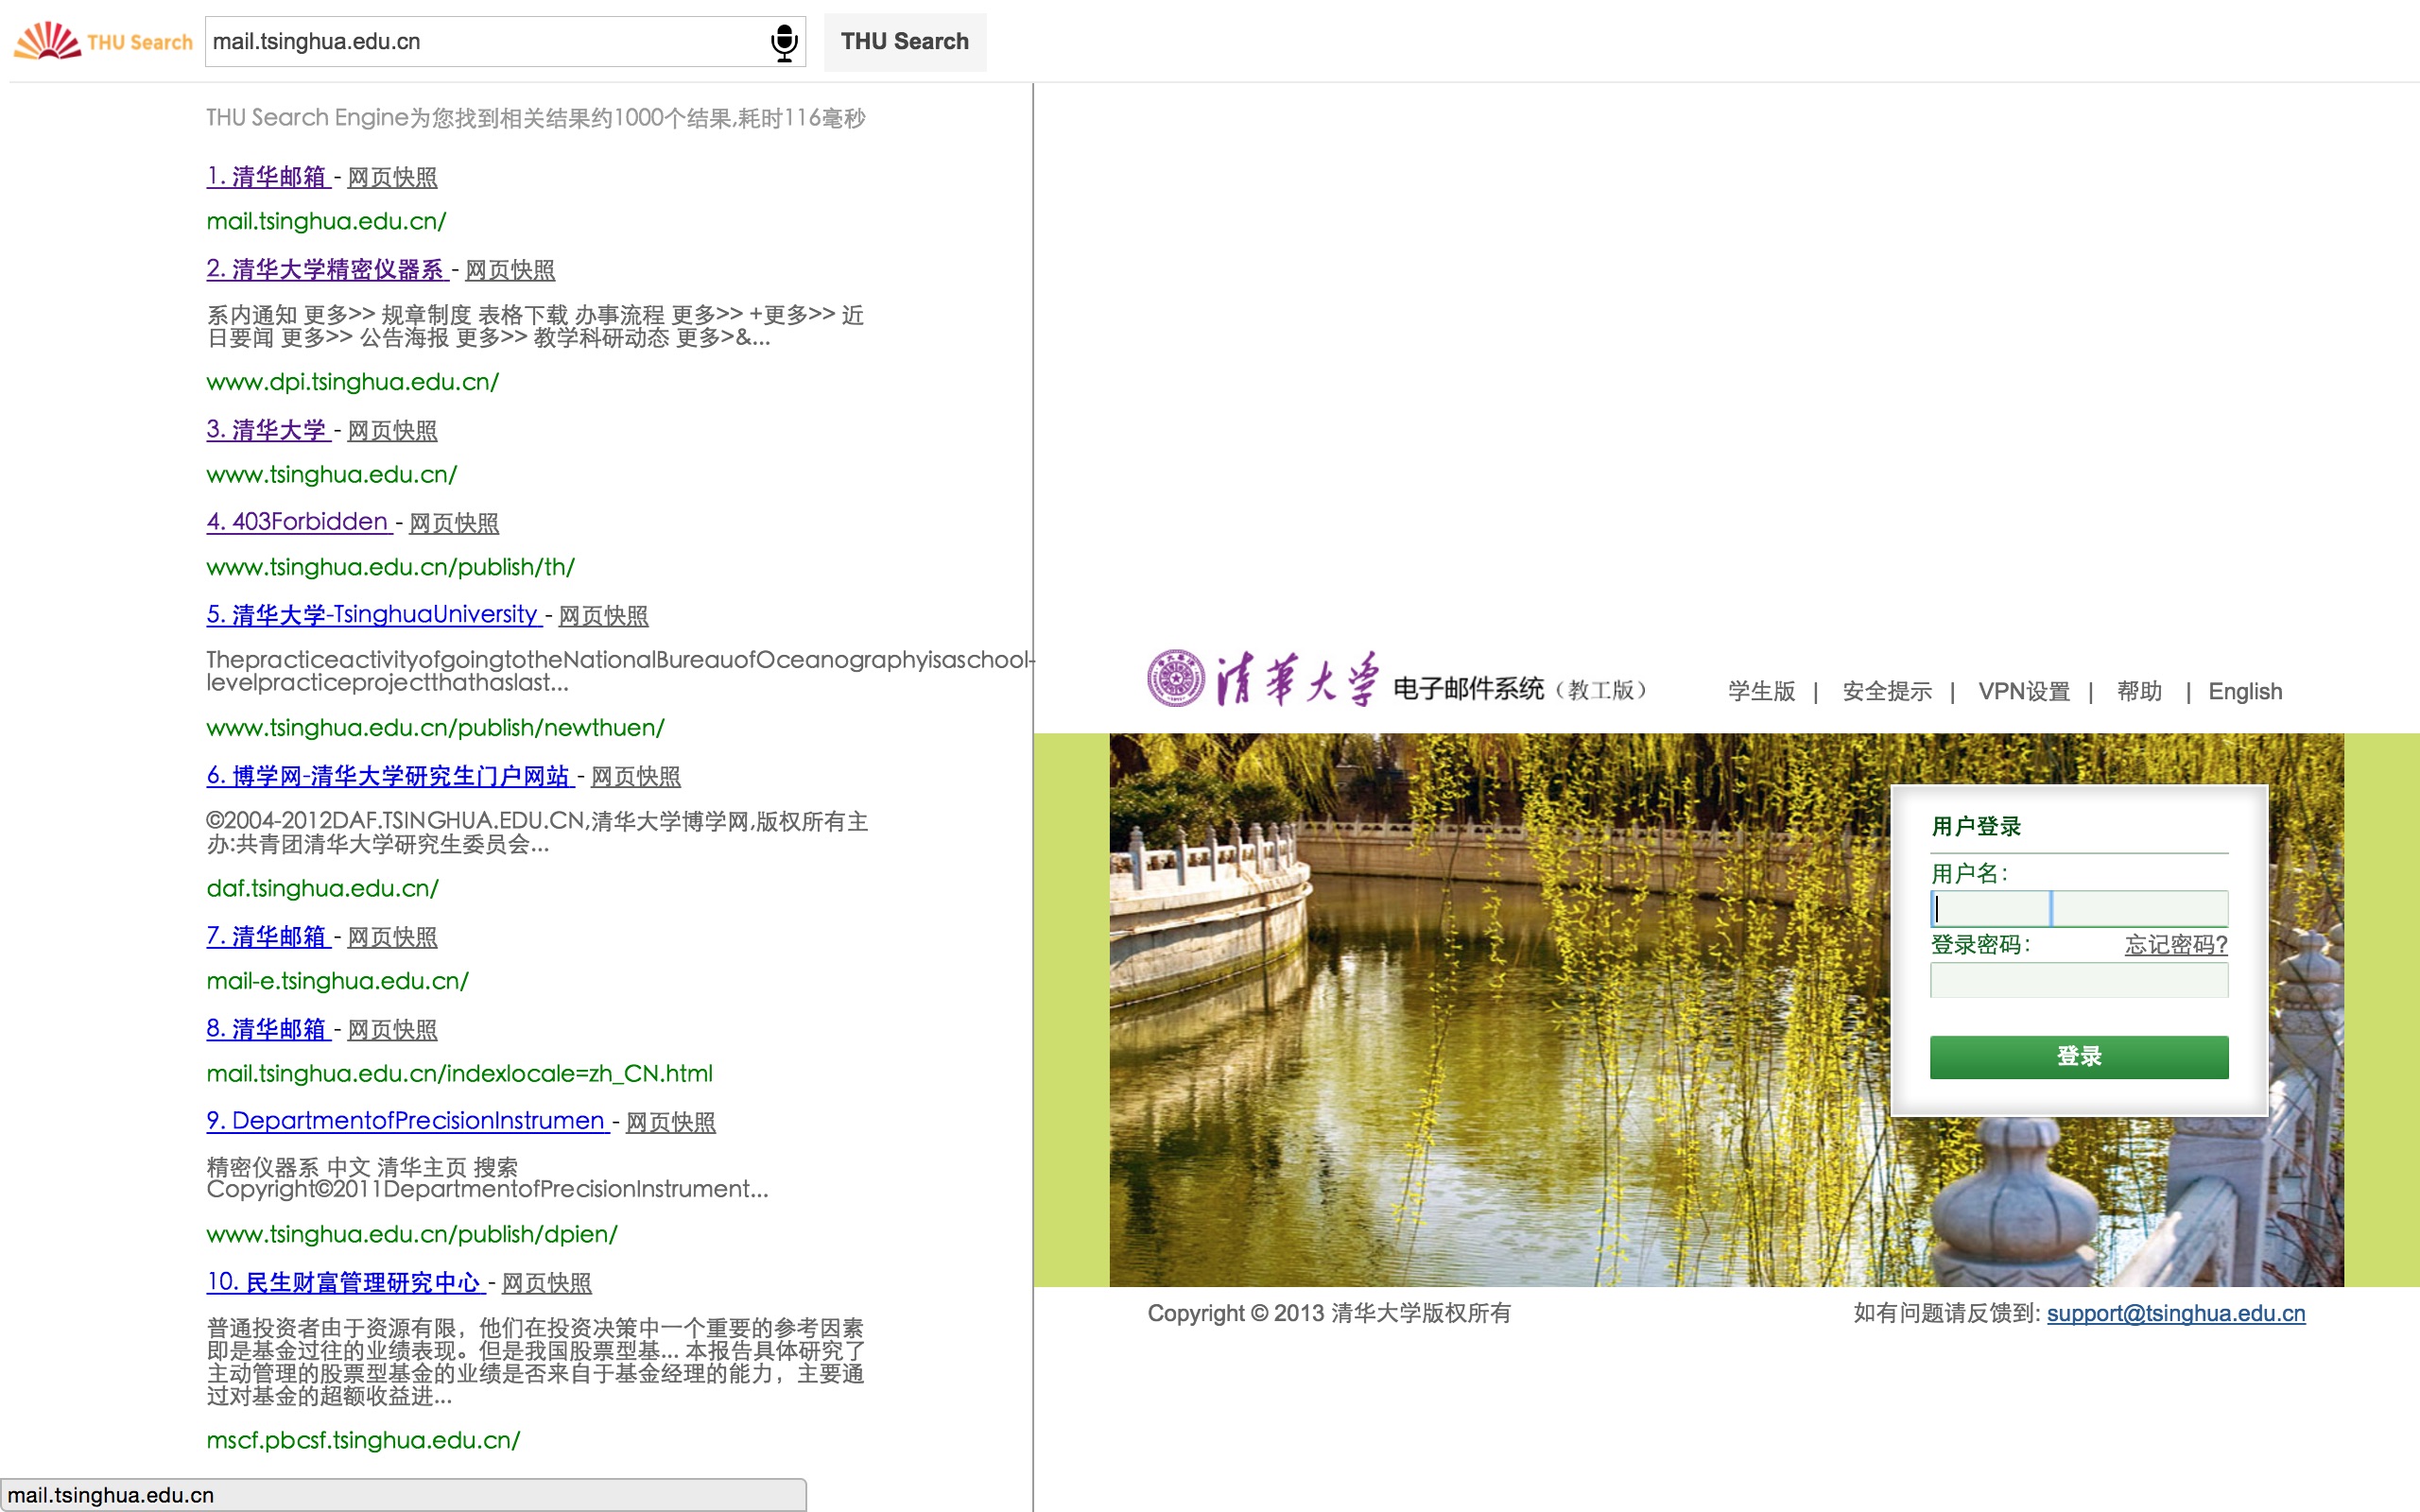 THU Search
mail.tsinghua.edu.cn
THU Search
THU Search Engine为您找到相关结果约1000个结果,耗时116毫秒
1. 清华邮箱 - 网页快照
mail.tsinghua.edu.cn/
2. 清华大学精密仪器系 - 网页快照
系内通知 更多>> 规章制度 表格下载 办事流程 更多>> +更多>> 近
日要闻 更多>> 公告海报 更多>> 教学科研动态 更多>&...
www.dpi.tsinghua.edu.cn/
3. 清华大学 - 网页快照
www.tsinghua.edu.cn/
4. 403Forbidden - 网页快照
www.tsinghua.edu.cn/publish/th/
5. 清华大学-TsinghuaUniversity - 网页快照
ThepracticeactivityofgoingtotheNationalBureauofOceanographyisaschool-
levelpracticeprojectthathaslast...
www.tsinghua.edu.cn/publish/newthuen/
6. 博学网-清华大学研究生门户网站 - 网页快照
©2004-2012DAF.TSINGHUA.EDU.CN,清华大学博学网,版权所有主
办:共青团清华大学研究生委员会...
daf.tsinghua.edu.cn/
7. 清华邮箱 - 网页快照
mail-e.tsinghua.edu.cn/
8. 清华邮箱 - 网页快照
mail.tsinghua.edu.cn/indexlocale=zh_CN.html
9. DepartmentofPrecisionInstrumen - 网页快照
精密仪器系 中文 清华主页 搜索
Copyright©2011DepartmentofPrecisionInstrument...
www.tsinghua.edu.cn/publish/dpien/
10. 民生财富管理研究中心 - 网页快照
普通投资者由于资源有限，他们在投资决策中一个重要的参考因素
即是基金过往的业绩表现。但是我国股票型基... 本报告具体研究了
主动管理的股票型基金的业绩是否来自于基金经理的能力，主要通
过对基金的超额收益进...
mscf.pbcsf.tsinghua.edu.cn/
mail.tsinghua.edu.cn
清華大学 电子邮件系统（教工版）
学生版 | 安全提示 | VPN设置 | 帮助 | English
用户登录
用户名:
登录密码: 忘记密码?
登录
Copyright © 2013 清华大学版权所有
如有问题请反馈到: support@tsinghua.edu.cn